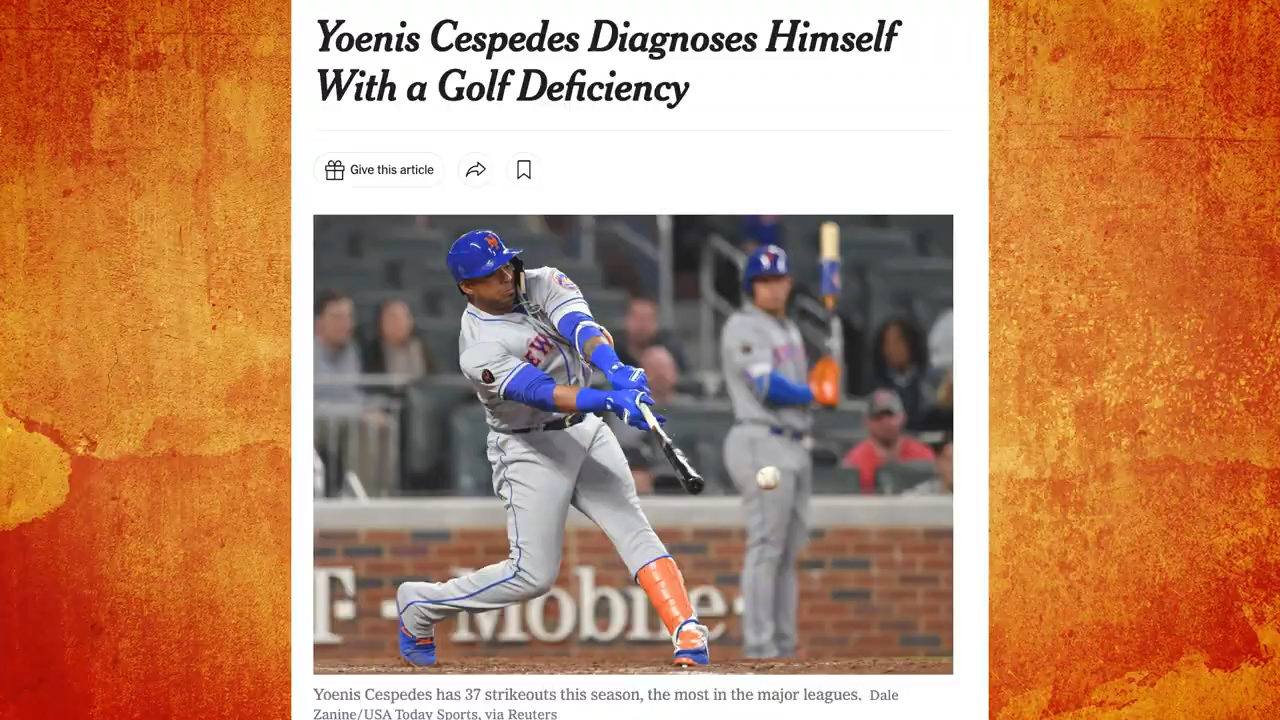 Yoenis Cespedes Diagnoses Himself
With a Golf Deficiency
Give this article
EW
T-Mobile
Yoenis Cespedes has 37 strikeouts this season, the most in the major leagues. Dale
Zanine/USA Today Sports, via Reuters